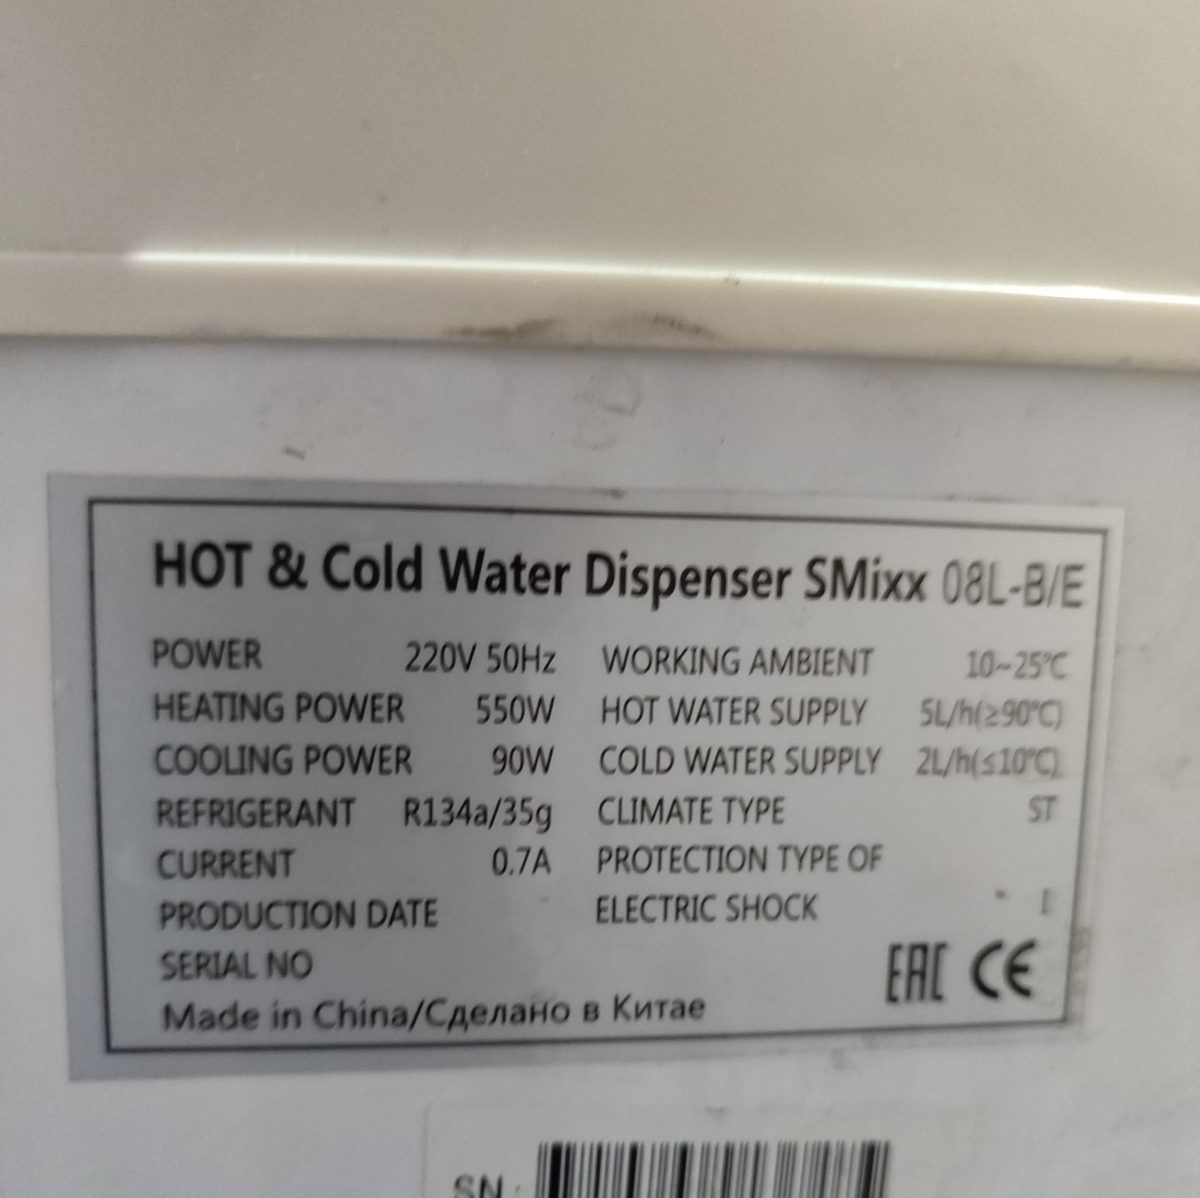 HOT & Cold Water Dispenser SMixx 08L-B/E
POWER 220V 50Hz
HEATING POWER 550W
COOLING POWER 90W
REFRIGERANT R134a/35g
CURRENT 0.7A
PRODUCTION DATE
SERIAL NO
Made in China/Сделано в Китае
WORKING AMBIENT 10~25℃
HOT WATER SUPPLY 5L/h(≥90℃)
COLD WATER SUPPLY 2L/h(≤10℃)
CLIMATE TYPE ST
PROTECTION TYPE OF
ELECTRIC SHOCK I
EAC CE
SN: